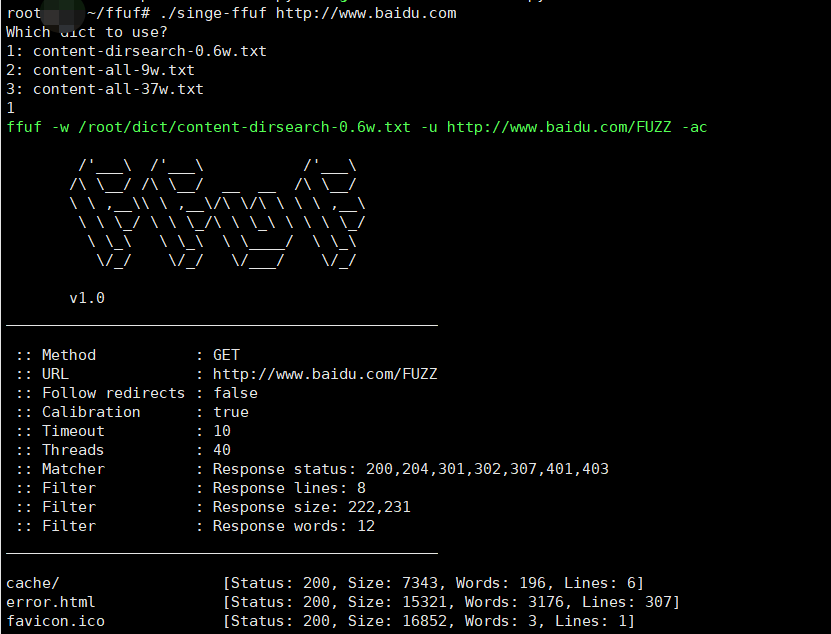 root ~/ffuf# ./singe-ffuf http://www.baidu.com
Which dict to use?
1: content-dirsearch-0.6w.txt
2: content-all-9w.txt
3: content-all-37w.txt
1
ffuf -w /root/dict/content-dirsearch-0.6w.txt -u http://www.baidu.com/FUZZ -ac
        /'___\  /'___\           /'___\
       /\ \__/ /\ \__/  __  __  /\ \__/
       \ \ ,__\\ \ ,__\/\ \/\ \ \ \ ,__\
        \ \ \_/ \ \ \_/\ \ \_\ \ \ \ \_/
         \ \_\   \ \_\  \ \____/  \ \_\
          \/_/    \/_/   \/___/    \/_/
v1.0
________________________________________________
:: Method : GET
:: URL : http://www.baidu.com/FUZZ
:: Follow redirects : false
:: Calibration : true
:: Timeout : 10
:: Threads : 40
:: Matcher : Response status: 200,204,301,302,307,401,403
:: Filter : Response lines: 8
:: Filter : Response size: 222,231
:: Filter : Response words: 12
________________________________________________
cache/ [Status: 200, Size: 7343, Words: 196, Lines: 6]
error.html [Status: 200, Size: 15321, Words: 3176, Lines: 307]
favicon.ico [Status: 200, Size: 16852, Words: 3, Lines: 1]